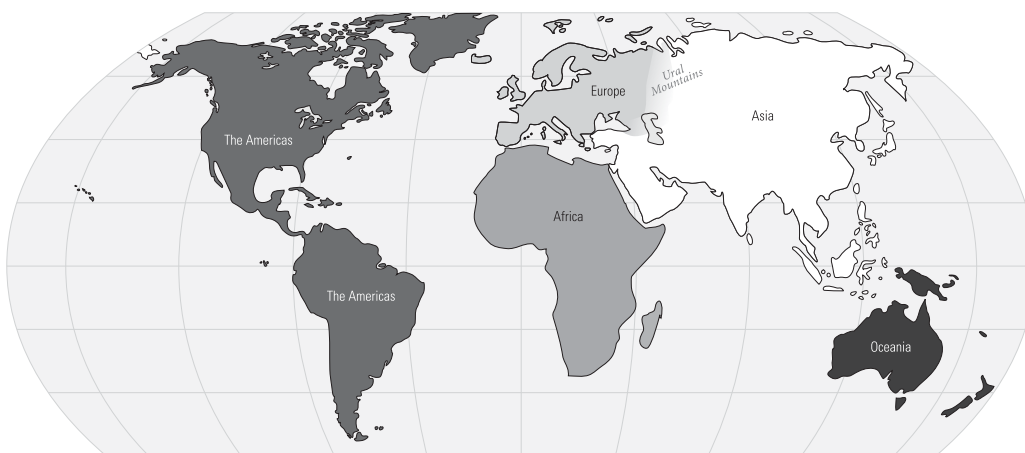 Ural
Mountains
Europe
Asia
The Americas
Africa
The Americas
Oceania